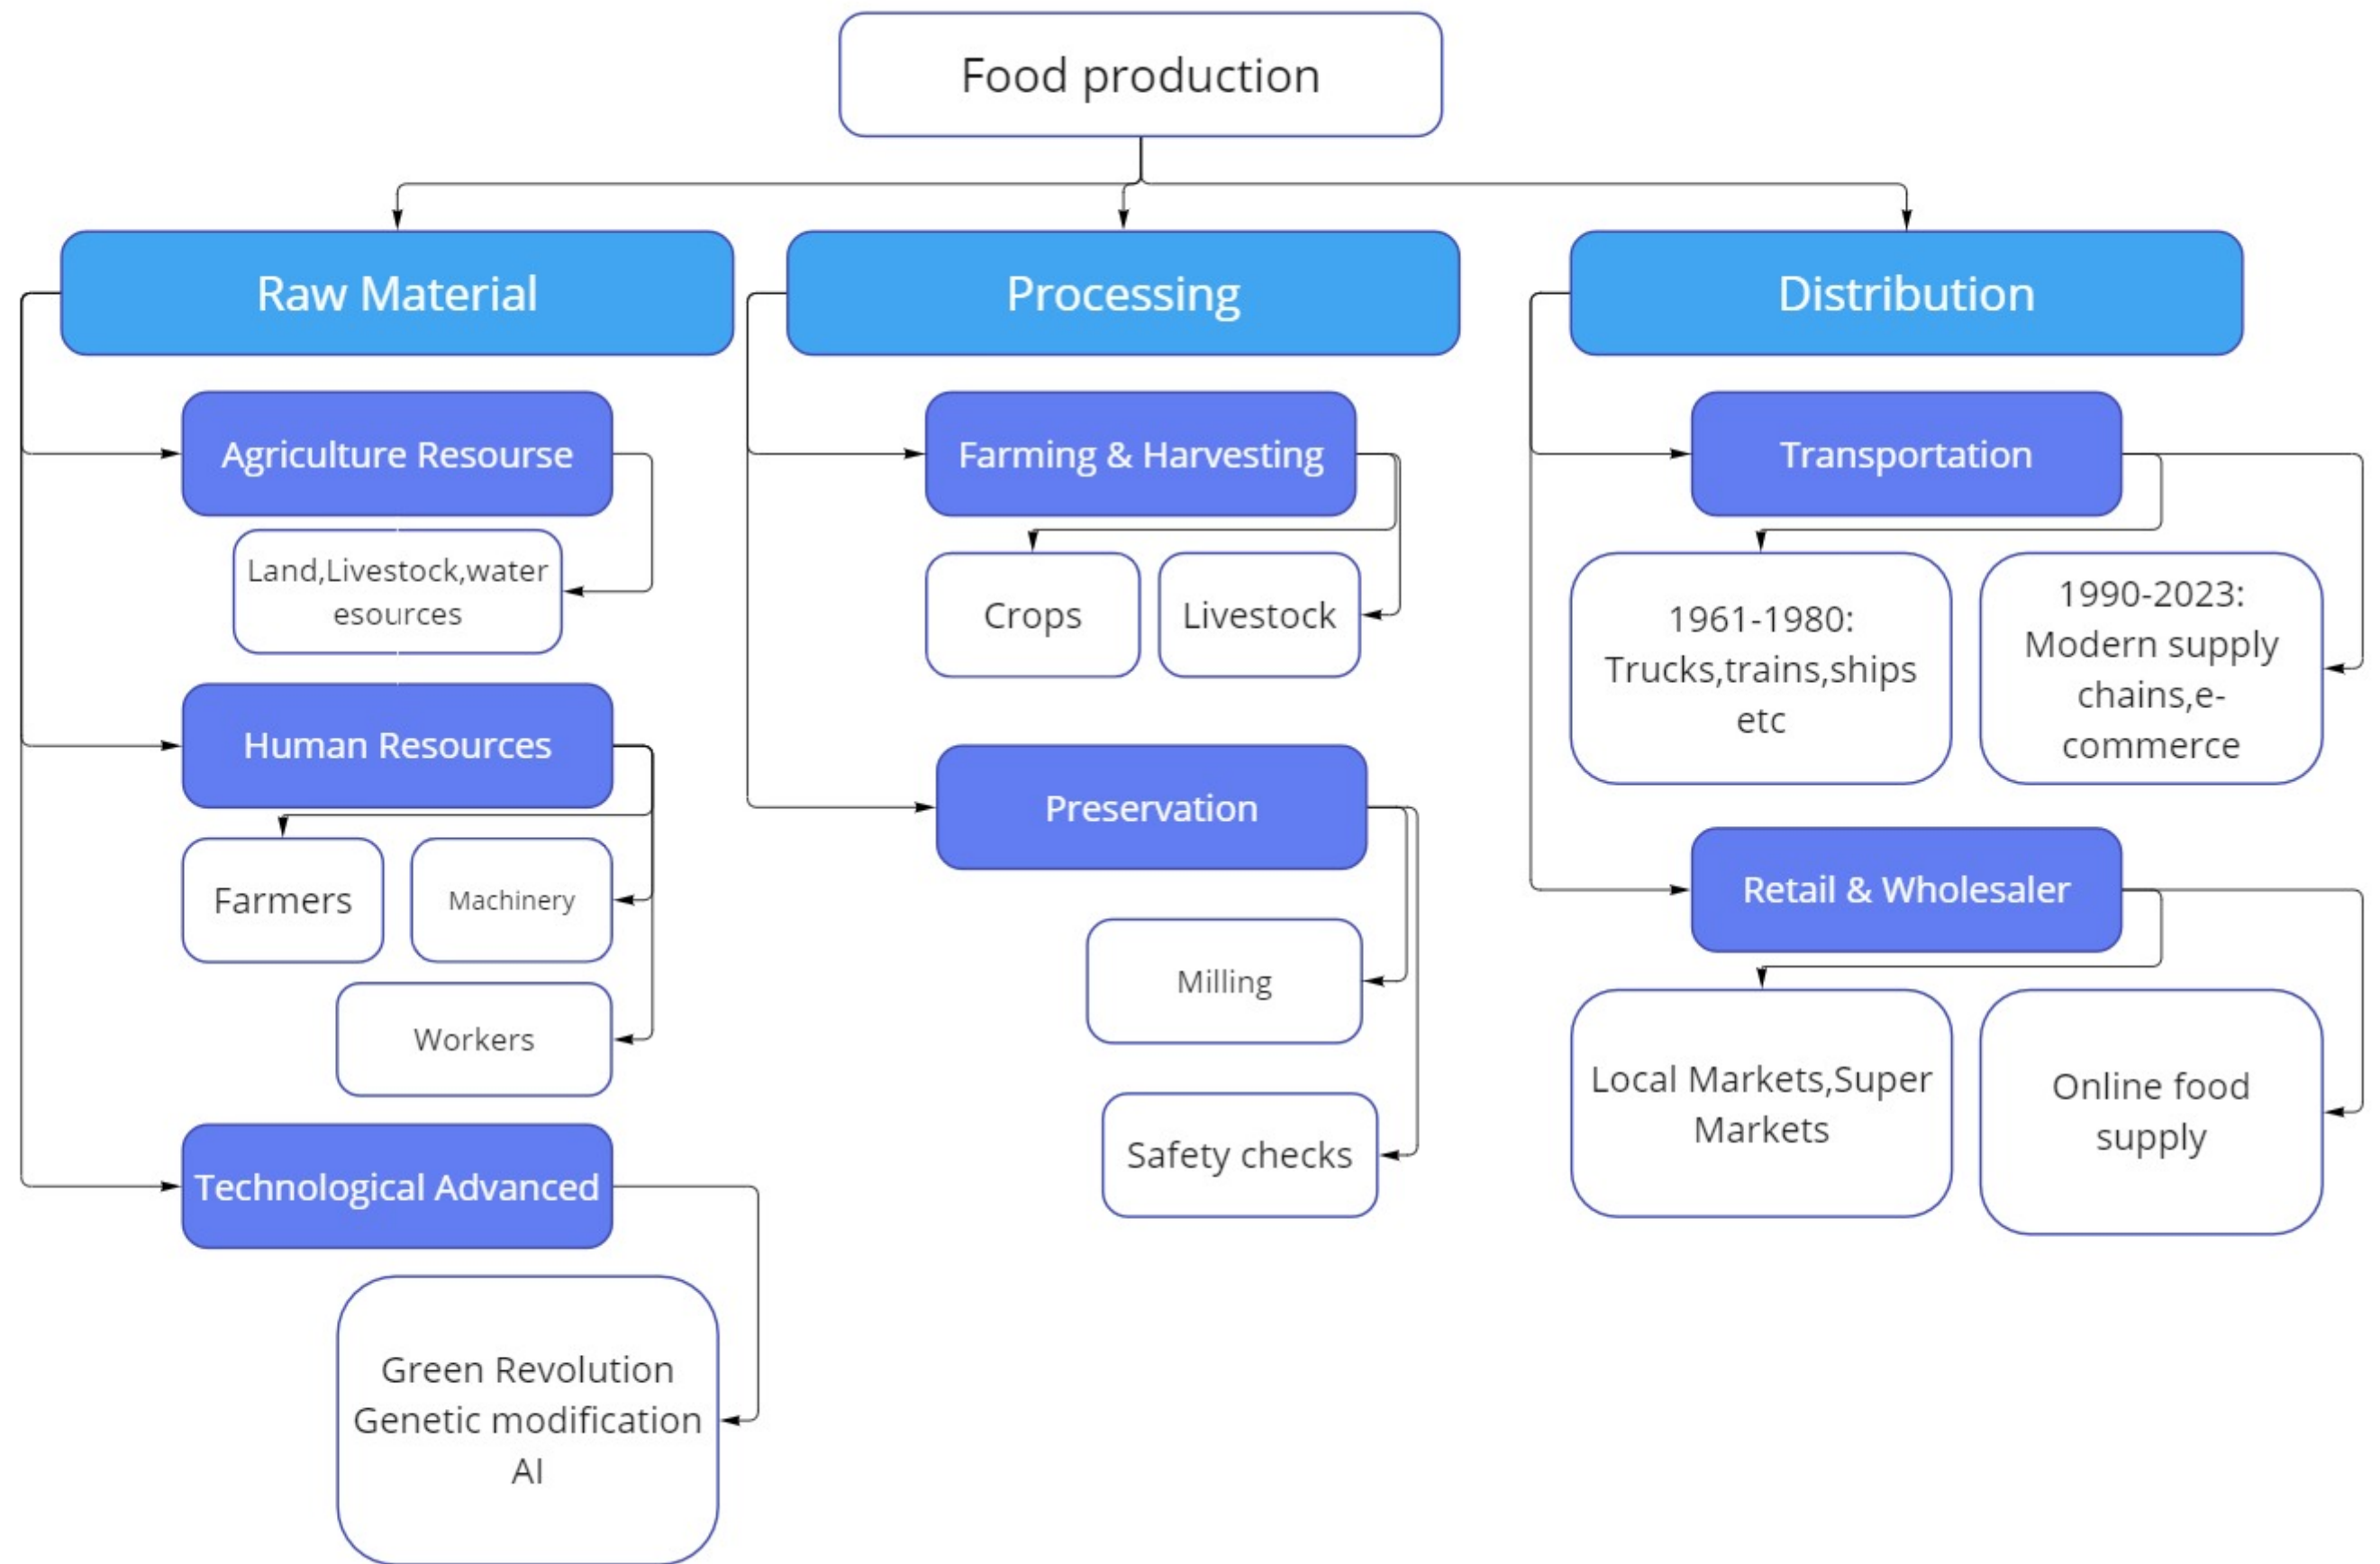 Food production
Raw Material
Processing
Distribution
Agriculture Resourse
Land,Livestock,water
esources
Human Resources
Farmers
Machinery
Workers
Technological Advanced
Green Revolution
Genetic modification
AI
Farming & Harvesting
Crops
Livestock
Preservation
Milling
Safety checks
Transportation
1961-1980:
Trucks,trains,ships
etc
1990-2023:
Modern supply
chains,e-
commerce
Retail & Wholesaler
Local Markets,Super
Markets
Online food
supply